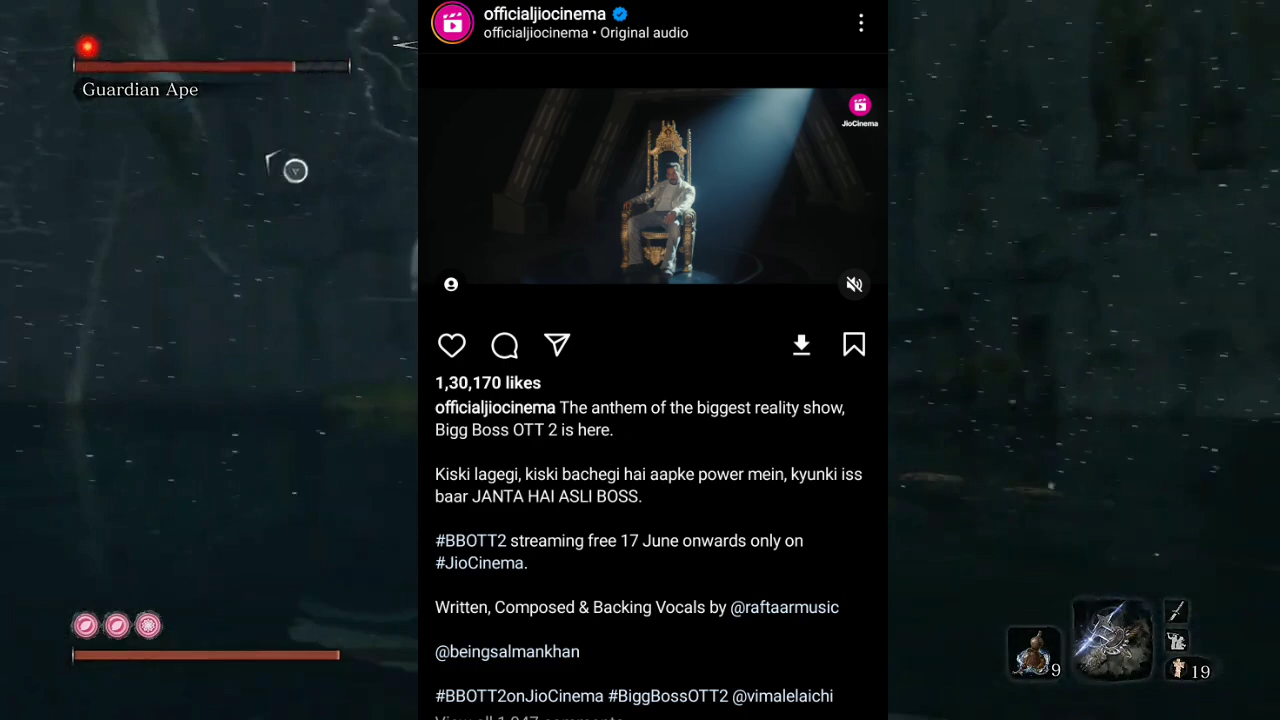 officialjiocinema
officialjiocinema • Original audio
Guardian Ape
JioCinema
1,30,170 likes
officialjiocinema The anthem of the biggest reality show,
Bigg Boss OTT 2 is here.
Kiski lagegi, kiski bachegi hai aapke power mein, kyunki iss
baar JANTA HAI ASLI BOSS.
#BBOTT2 streaming free 17 June onwards only on
#JioCinema.
Written, Composed & Backing Vocals by @raftaarmusic
@beingsalmankhan
#BBOTT2onJioCinema #BiggBossOTT2 @vimalelaichi
9
19